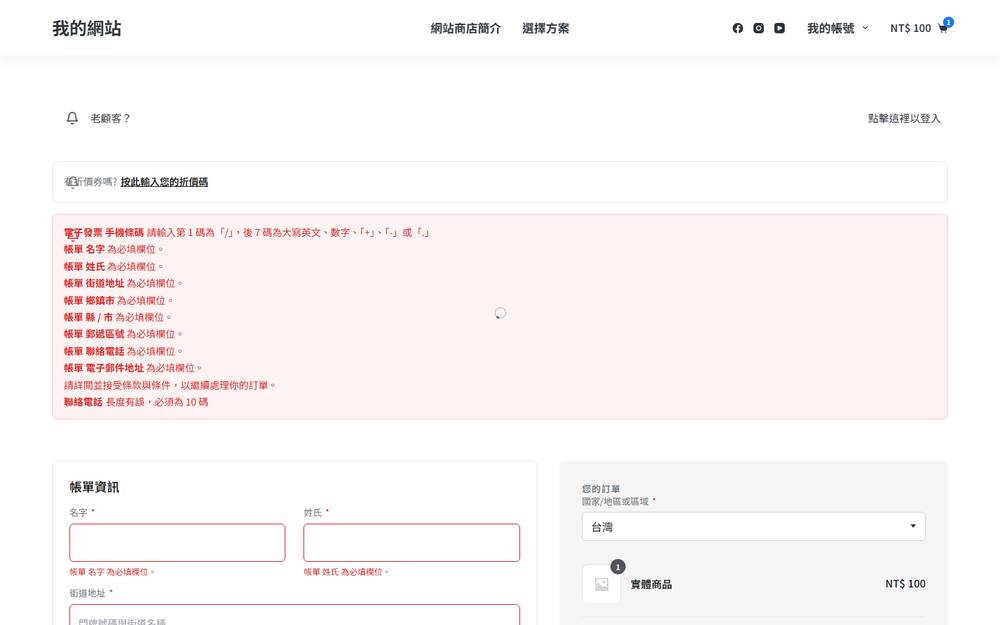 我的網站
網站商店簡介 選擇方案
我的帳號 NT$ 100 1
老顧客？
點擊這裡以登入
有折價券嗎? 按此輸入您的折價碼
電子發票 手機條碼 請輸入第 1 碼為「/」，後 7 碼為大寫英文、數字、「+」、「-」或「.」
帳單 名字 為必填欄位。
帳單 姓氏 為必填欄位。
帳單 街道地址 為必填欄位。
帳單 鄉鎮市 為必填欄位。
帳單 縣 / 市 為必填欄位。
帳單 郵遞區號 為必填欄位。
帳單 聯絡電話 為必填欄位。
帳單 電子郵件地址 為必填欄位。
請詳閱並接受條款與條件，以繼續處理你的訂單。
聯絡電話 長度有誤，必須為 10 碼
帳單資訊
名字 *
姓氏 *
帳單 名字 為必填欄位。
帳單 姓氏 為必填欄位。
街道地址 *
門牌號碼與街道名稱
您的訂單
國家/地區或區域 *
台灣
1
實體商品 NT$ 100